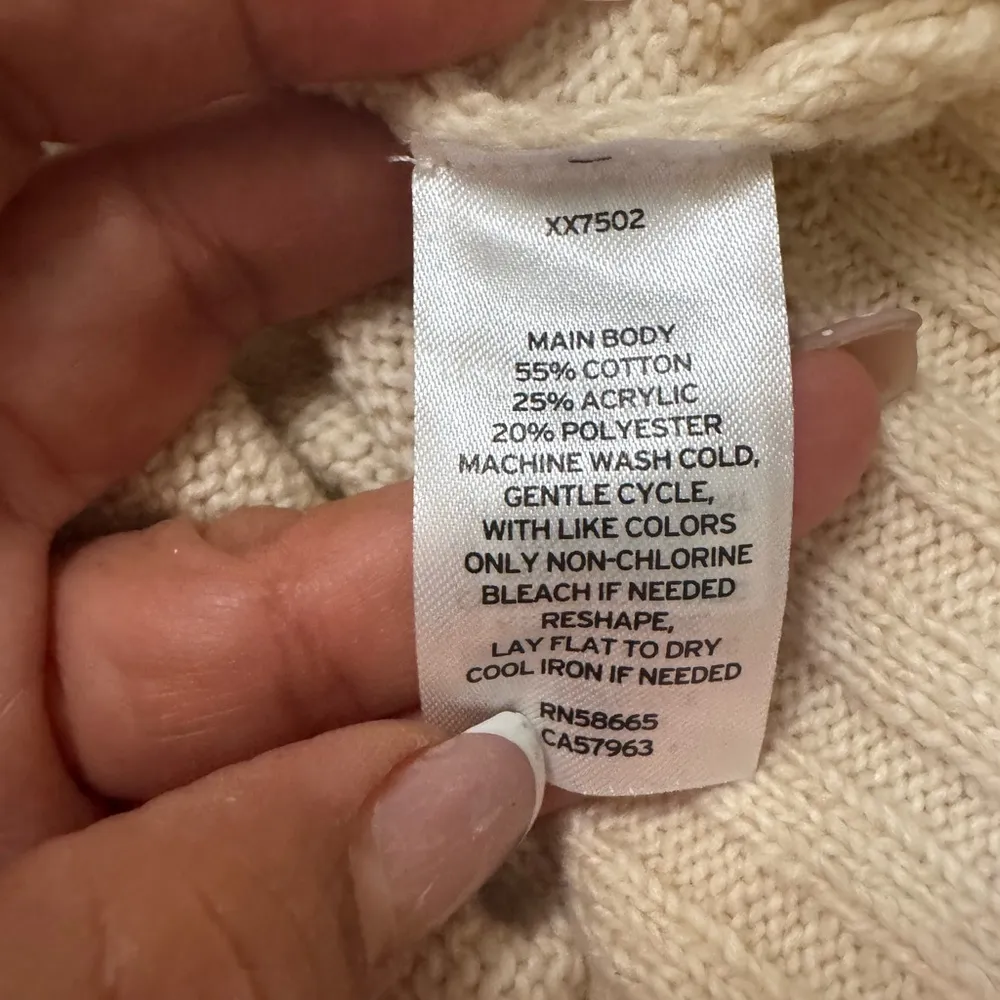 XX7502
MAIN BODY
55% COTTON
25% ACRYLIC
20% POLYESTER
MACHINE WASH COLD,
GENTLE CYCLE,
WITH LIKE COLORS
ONLY NON-CHLORINE
BLEACH IF NEEDED
RESHAPE,
LAY FLAT TO DRY
COOL IRON IF NEEDED
RN58665
CA57963